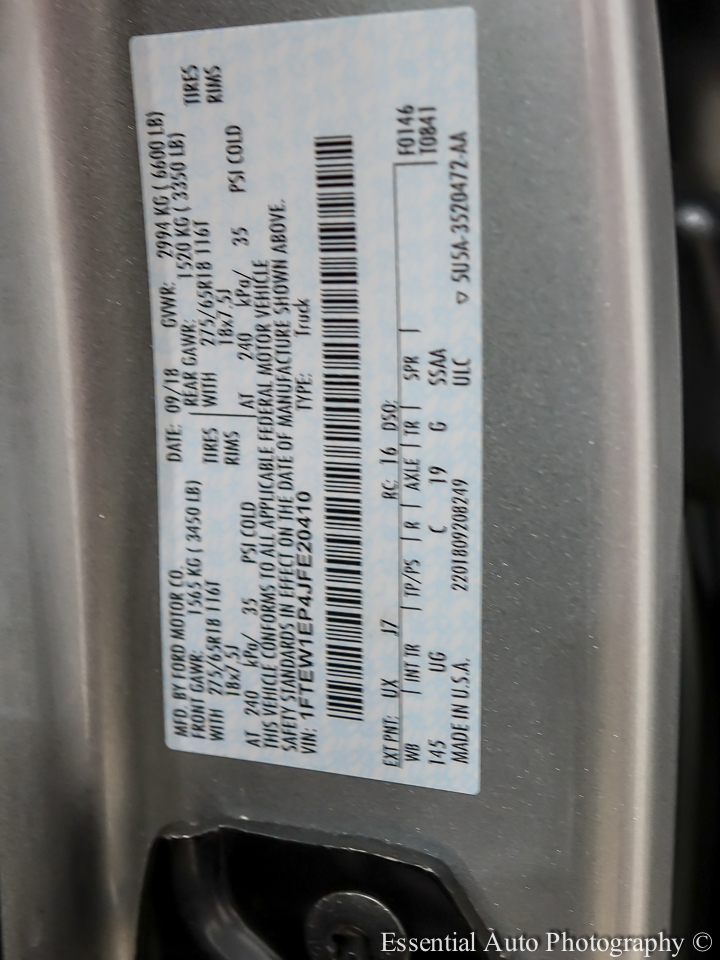 MFD. BY FORD MOTOR CO. DATE: 09/18 GVWR: 2994 KG ( 6600 LB)
FRONT GAWR: 1565 KG ( 3450 LB) REAR GAWR: 1520 KG ( 3350 LB)
WITH 275/65R18 116T TIRES WITH 275/65R18 116T TIRES
18x7.5J RIMS 18x7.5J RIMS
AT 240 kPa/ 35 PSI COLD AT 240 kPa/ 35 PSI COLD
THIS VEHICLE CONFORMS TO ALL APPLICABLE FEDERAL MOTOR VEHICLE
SAFETY STANDARDS IN EFFECT ON THE DATE OF MANUFACTURE SHOWN ABOVE.
VIN: 1FTEW1EP4JFE20410 TYPE: Truck
EXT PNT: UX J7 RC: 16 DSO: F0146
WB INT TR TP/PS R AXLE TR SPR T0841
145 UG C 19 G SSAA
MADE IN U.S.A. 2201809208249 ULC ▽ 5U5A-3520472-AA
Essential Auto Photography ©